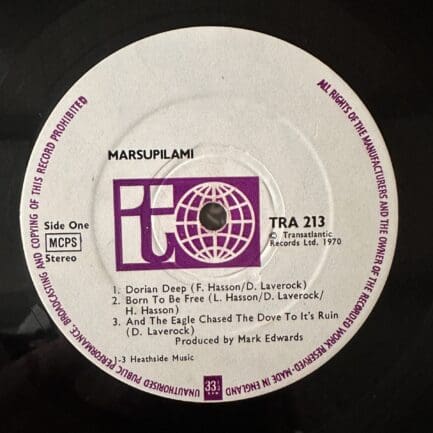 MARSUPILAMI
it
Side One
MCPS
Stereo
TRA 213
© Transatlantic
Records Ltd. 1970
1. Dorian Deep (F. Hasson/D. Laverock)
2. Born To Be Free (L. Hasson/D. Laverock/
H. Hasson)
3. And The Eagle Chased The Dove To It's Ruin
(D. Laverock)
Produced by Mark Edwards
1-3 Heathside Music
33⅓
ALL RIGHTS OF THE MANUFACTURERS AND THE OWNER OF THE RECORDED WORK RESERVED-MADE IN ENGLAND
UNAUTHORISED PUBLIC PERFORMANCE, BROADCASTING AND COPYING OF THIS RECORD PROHIBITED